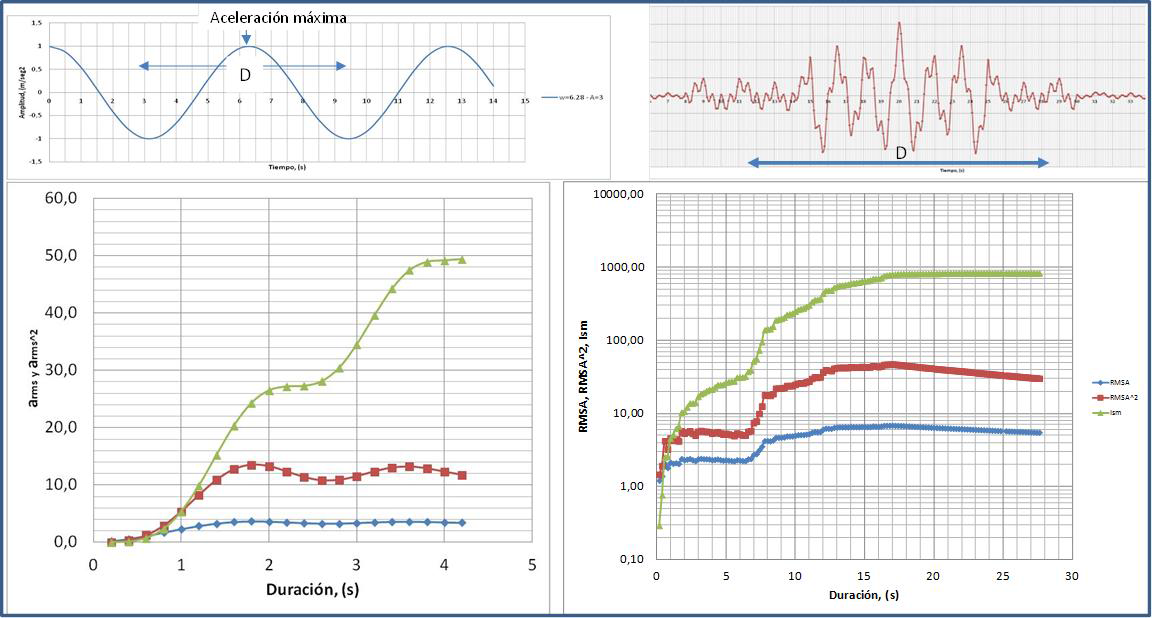 Aceleración máxima
1,5
1
0,5
0
-0,5
-1
-1,5
Amplitud, (m/seg2
0 1 2 3 4 5 6 7 8 9 10 11 12 13 14 15
D
Tiempo, (s)
w=6.28 - A=3
D
Tiempo, (s)
60,0
50,0
40,0
30,0
20,0
10,0
0,0
arms y arms^2
0 1 2 3 4 5
Duración, (s)
10000,00
1000,00
100,00
10,00
1,00
0,10
RMSA, RMSA^2, Ism
0 5 10 15 20 25 30
Duración, (s)
RMSA
RMSA^2
Ism